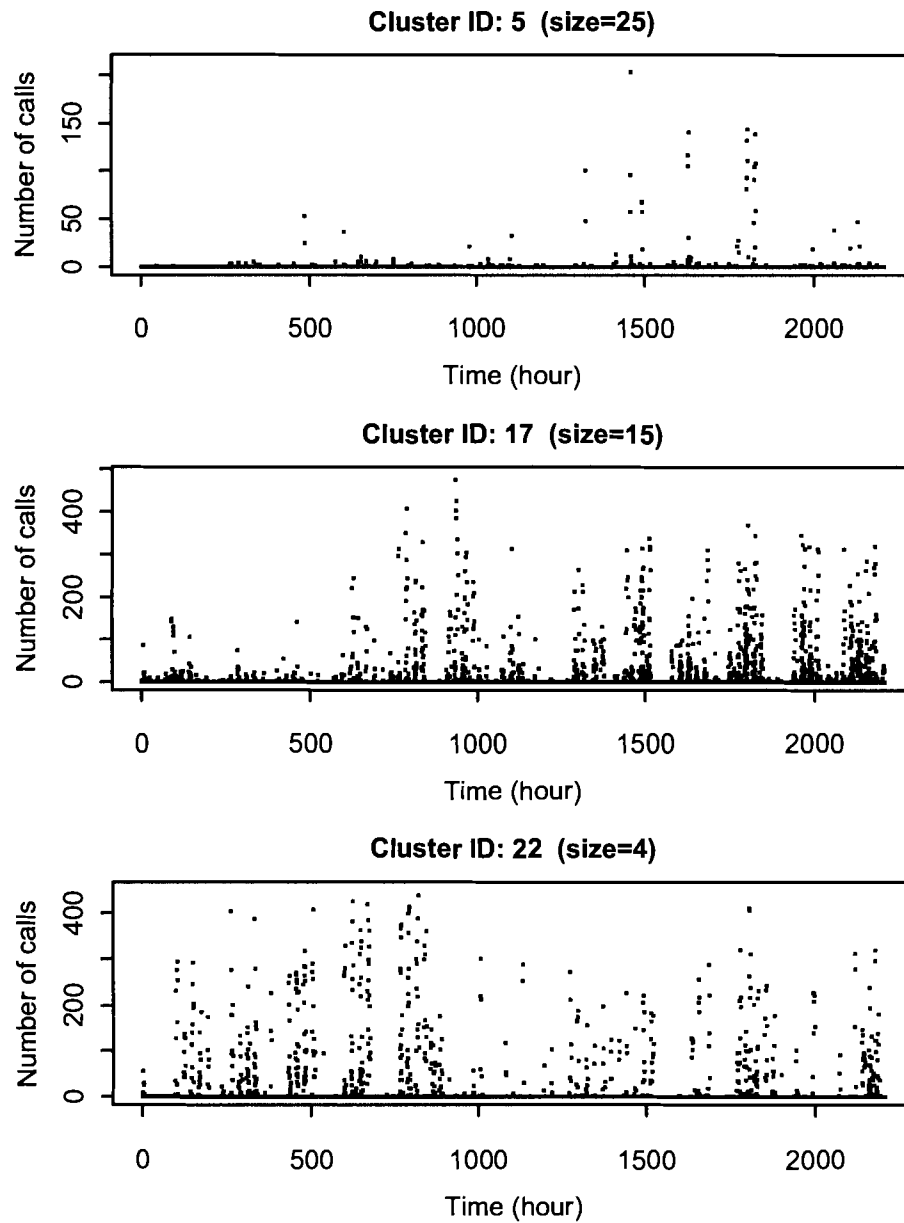 Cluster ID: 5 (size=25)
Number of calls
150
50
0
0 500 1000 1500 2000
Time (hour)
Cluster ID: 17 (size=15)
Number of calls
400
200
0
0 500 1000 1500 2000
Time (hour)
Cluster ID: 22 (size=4)
Number of calls
400
200
0
0 500 1000 1500 2000
Time (hour)